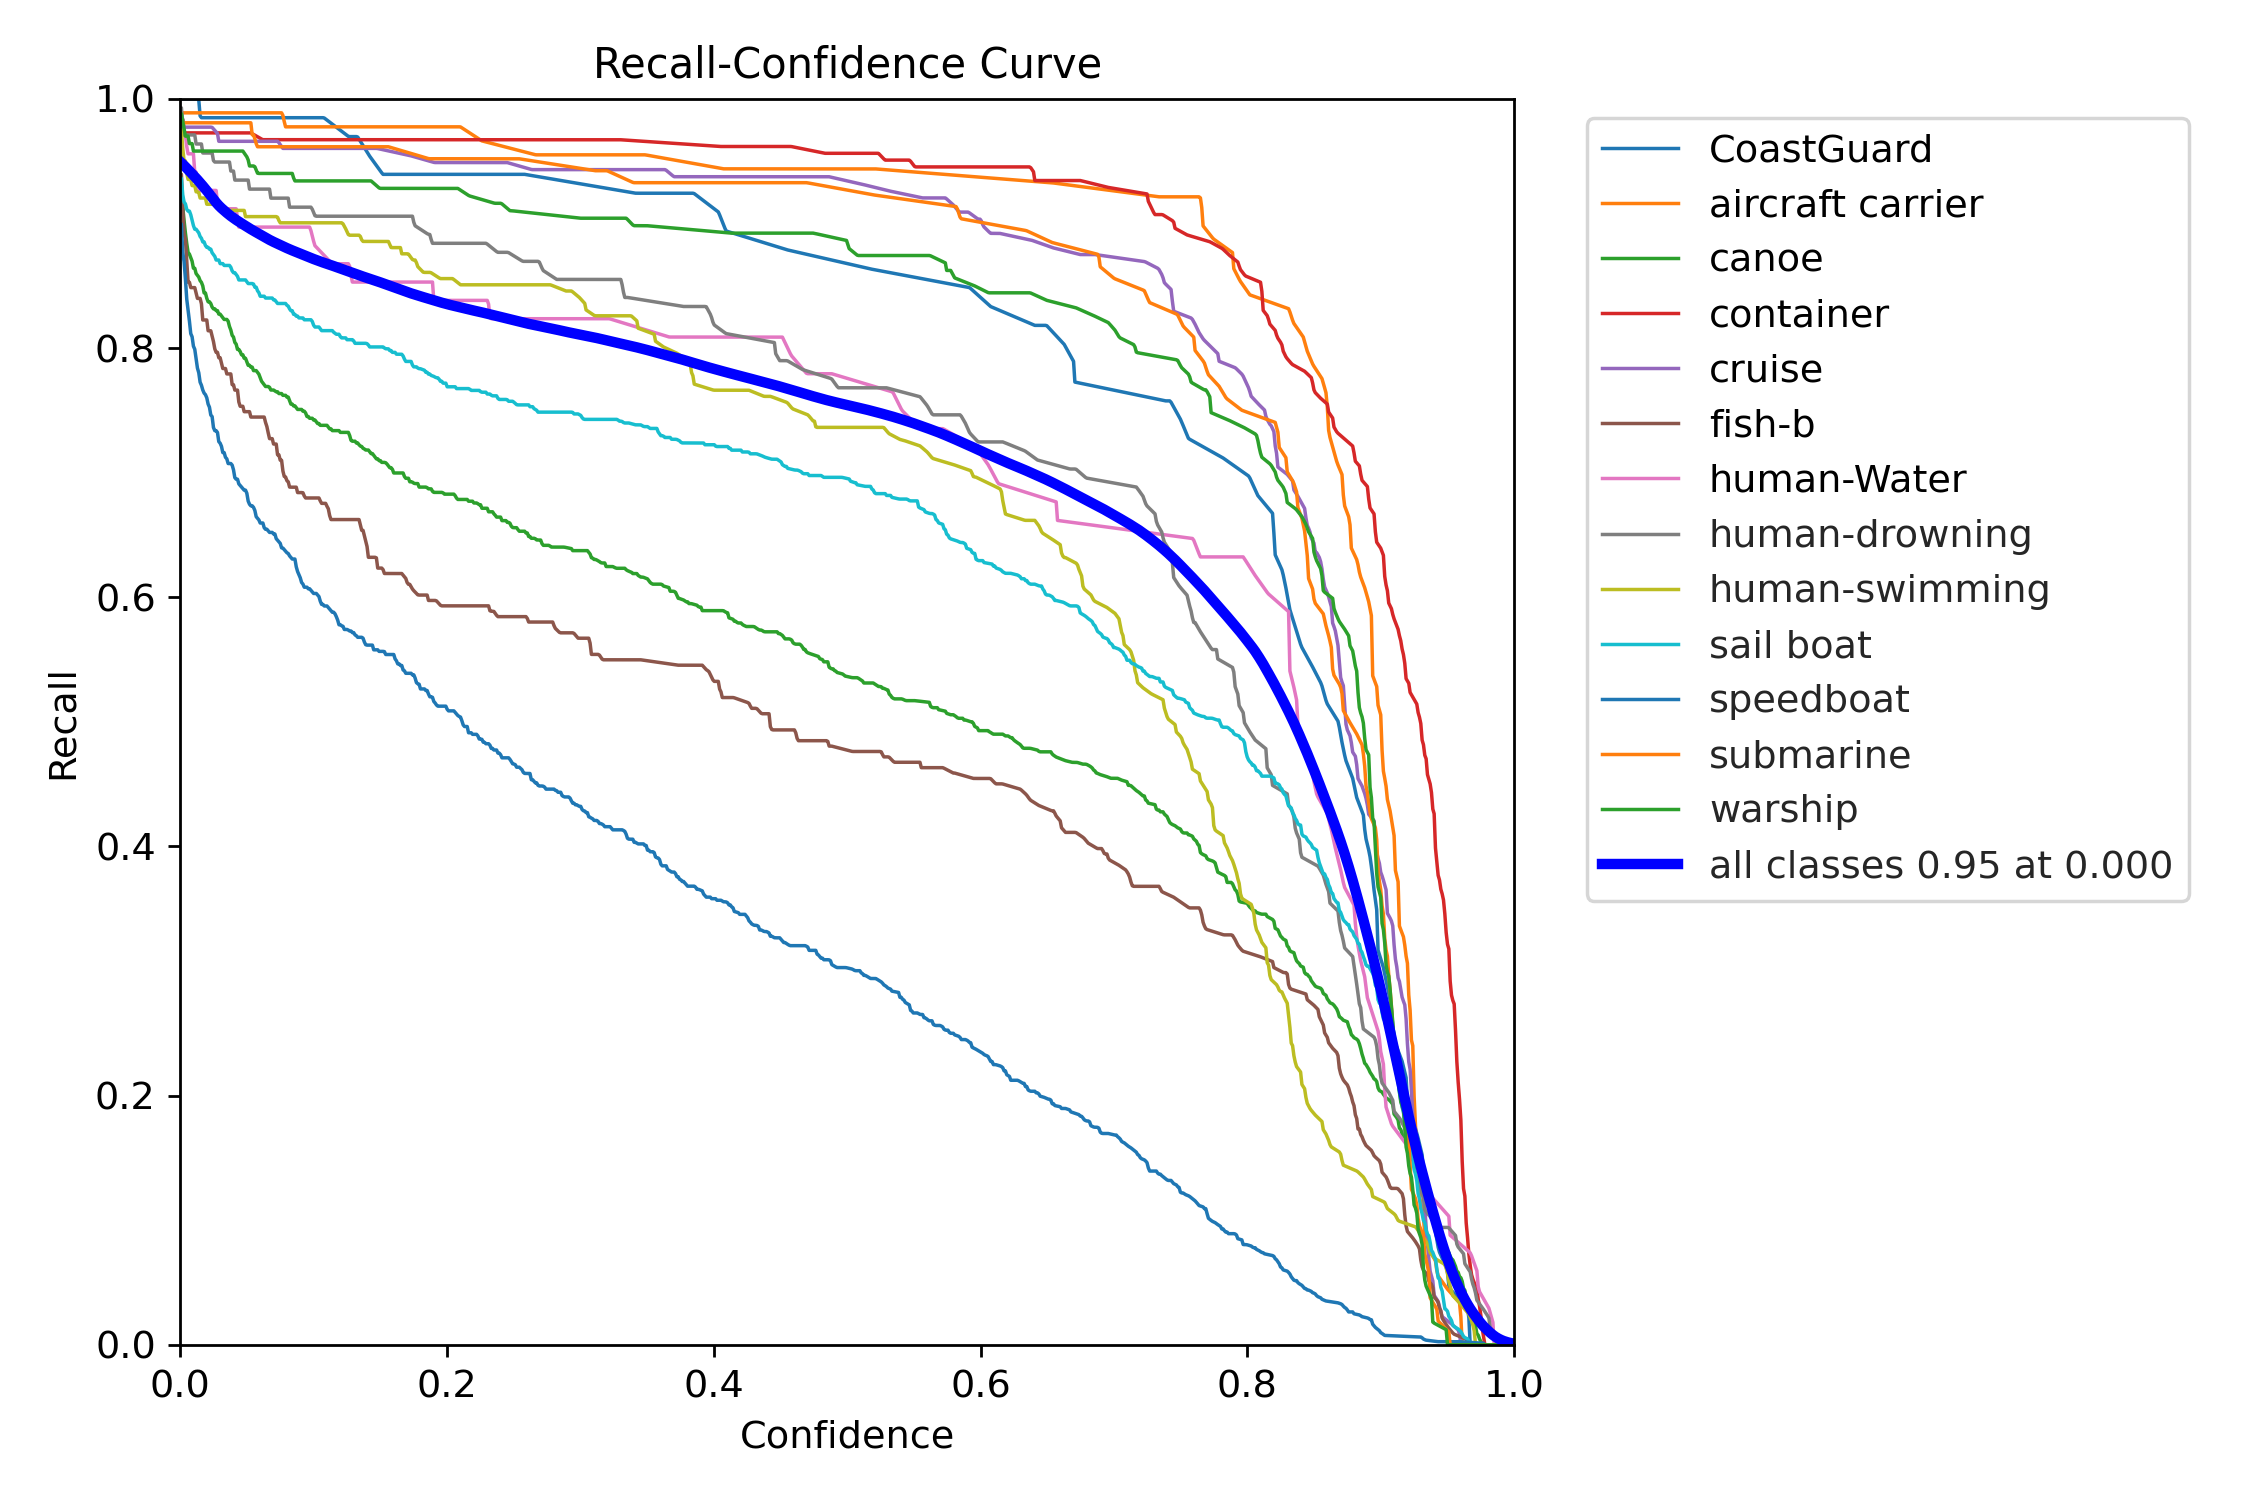 Recall-Confidence Curve
1.0
0.8
0.6
0.4
0.2
0.0
Recall
0.0 0.2 0.4 0.6 0.8 1.0
Confidence
CoastGuard
aircraft carrier
canoe
container
cruise
fish-b
human-Water
human-drowning
human-swimming
sail boat
speedboat
submarine
warship
all classes 0.95 at 0.000